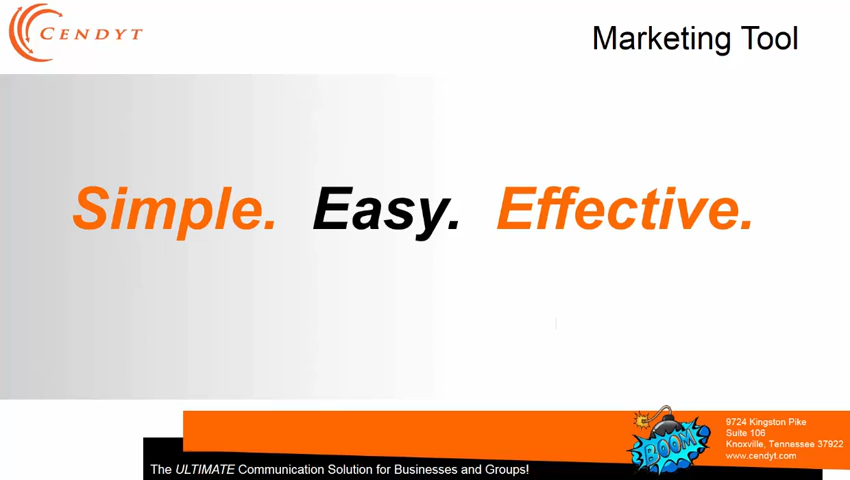 CENDYT
Marketing Tool
Simple. Easy. Effective.
BOOM
9724 Kingston Pike
Suite 106
Knoxville, Tennessee 37922
www.cendyt.com
The ULTIMATE Communication Solution for Businesses and Groups!